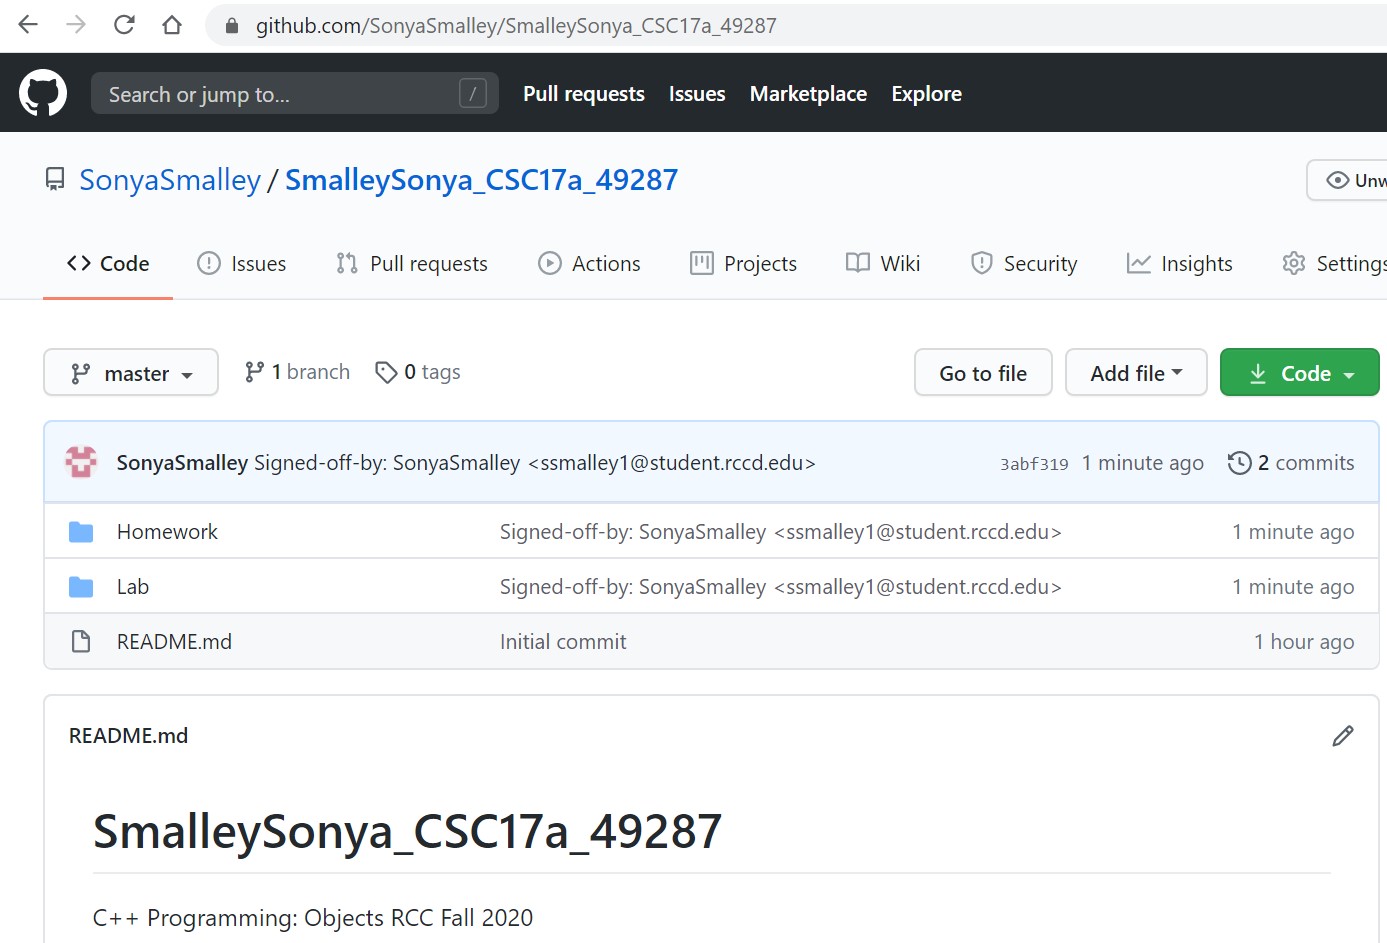 github.com/SonyaSmalley/SmalleySonya_CSC17a_49287
Search or jump to... / Pull requests Issues Marketplace Explore
SonyaSmalley / SmalleySonya_CSC17a_49287
Code Issues Pull requests Actions Projects Wiki Security Insights Settings
master 1 branch 0 tags Go to file Add file Code
SonyaSmalley Signed-off-by: SonyaSmalley <ssmalley1@student.rccd.edu> 3abf319 1 minute ago 2 commits
Homework Signed-off-by: SonyaSmalley <ssmalley1@student.rccd.edu> 1 minute ago
Lab Signed-off-by: SonyaSmalley <ssmalley1@student.rccd.edu> 1 minute ago
README.md Initial commit 1 hour ago
README.md
SmalleySonya_CSC17a_49287
C++ Programming: Objects RCC Fall 2020